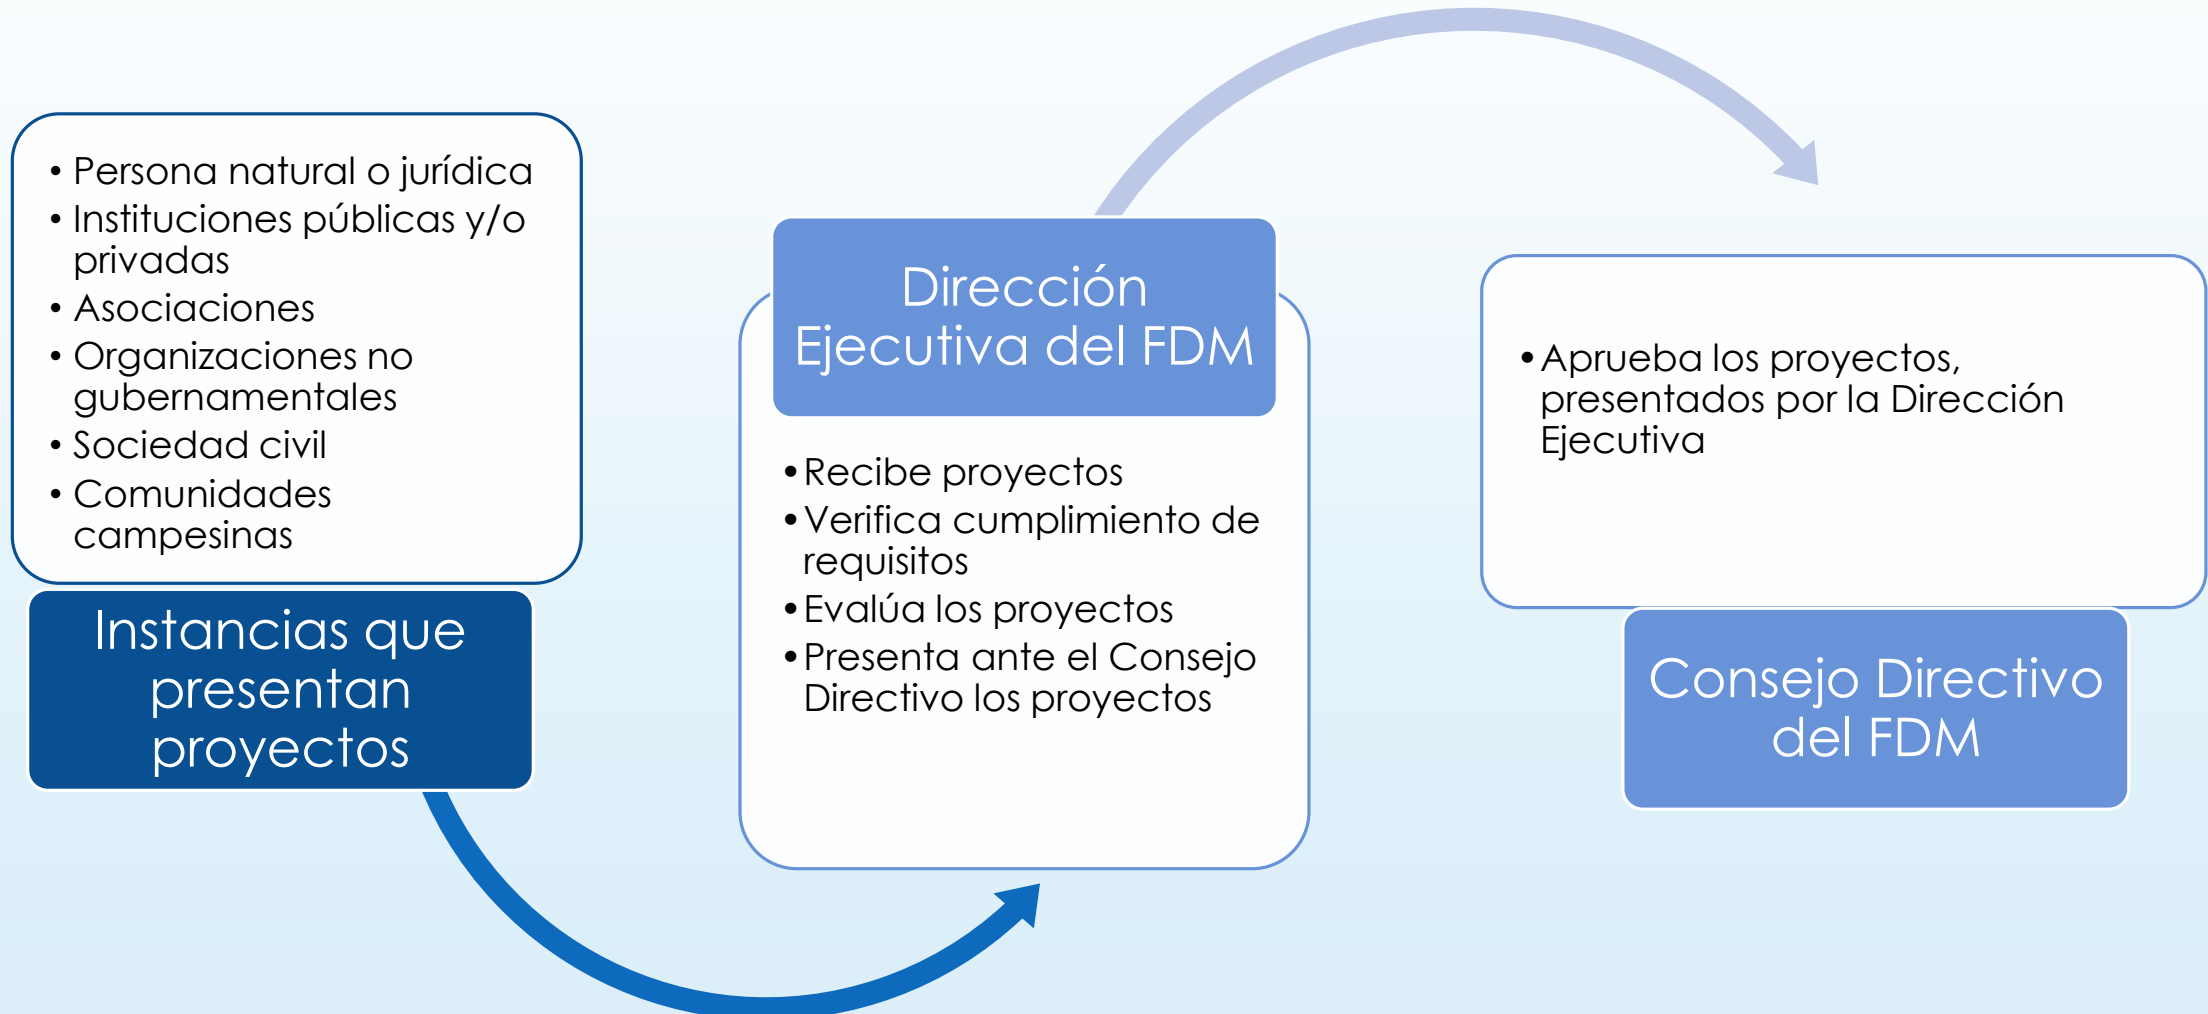 • Persona natural o jurídica
• Instituciones públicas y/o
privadas
• Asociaciones
• Organizaciones no
gubernamentales
• Sociedad civil
• Comunidades
campesinas
Instancias que
presentan
proyectos
Dirección
Ejecutiva del FDM
• Recibe proyectos
• Verifica cumplimiento de
requisitos
• Evalúa los proyectos
• Presenta ante el Consejo
Directivo los proyectos
• Aprueba los proyectos,
presentados por la Dirección
Ejecutiva
Consejo Directivo
del FDM